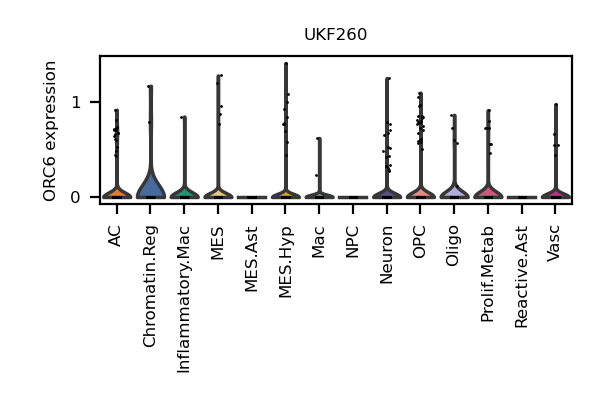 UKF260
ORC6 expression
1
0
AC
Chromatin.Reg
Inflammatory.Mac
MES
MES.Ast
MES.Hyp
Mac
NPC
Neuron
OPC
Oligo
Prolif.Metab
Reactive.Ast
Vasc